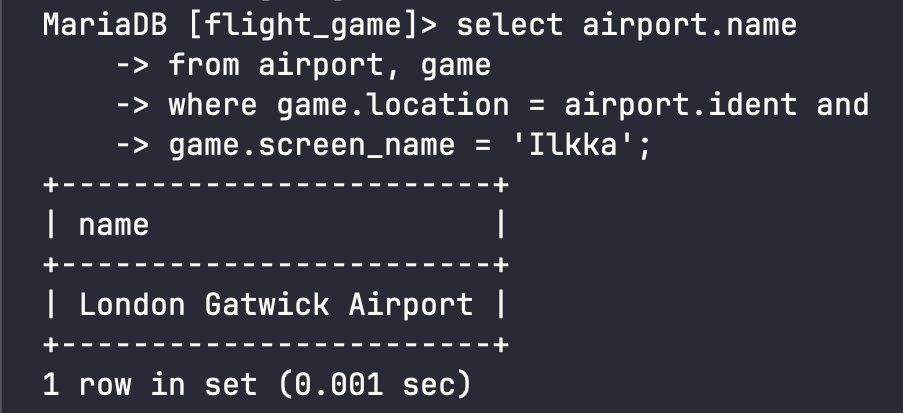 MariaDB [flight_game]> select airport.name
    -> from airport, game
    -> where game.location = airport.ident and
    -> game.screen_name = 'Ilkka';
+------------------------+
| name                   |
+------------------------+
| London Gatwick Airport |
+------------------------+
1 row in set (0.001 sec)